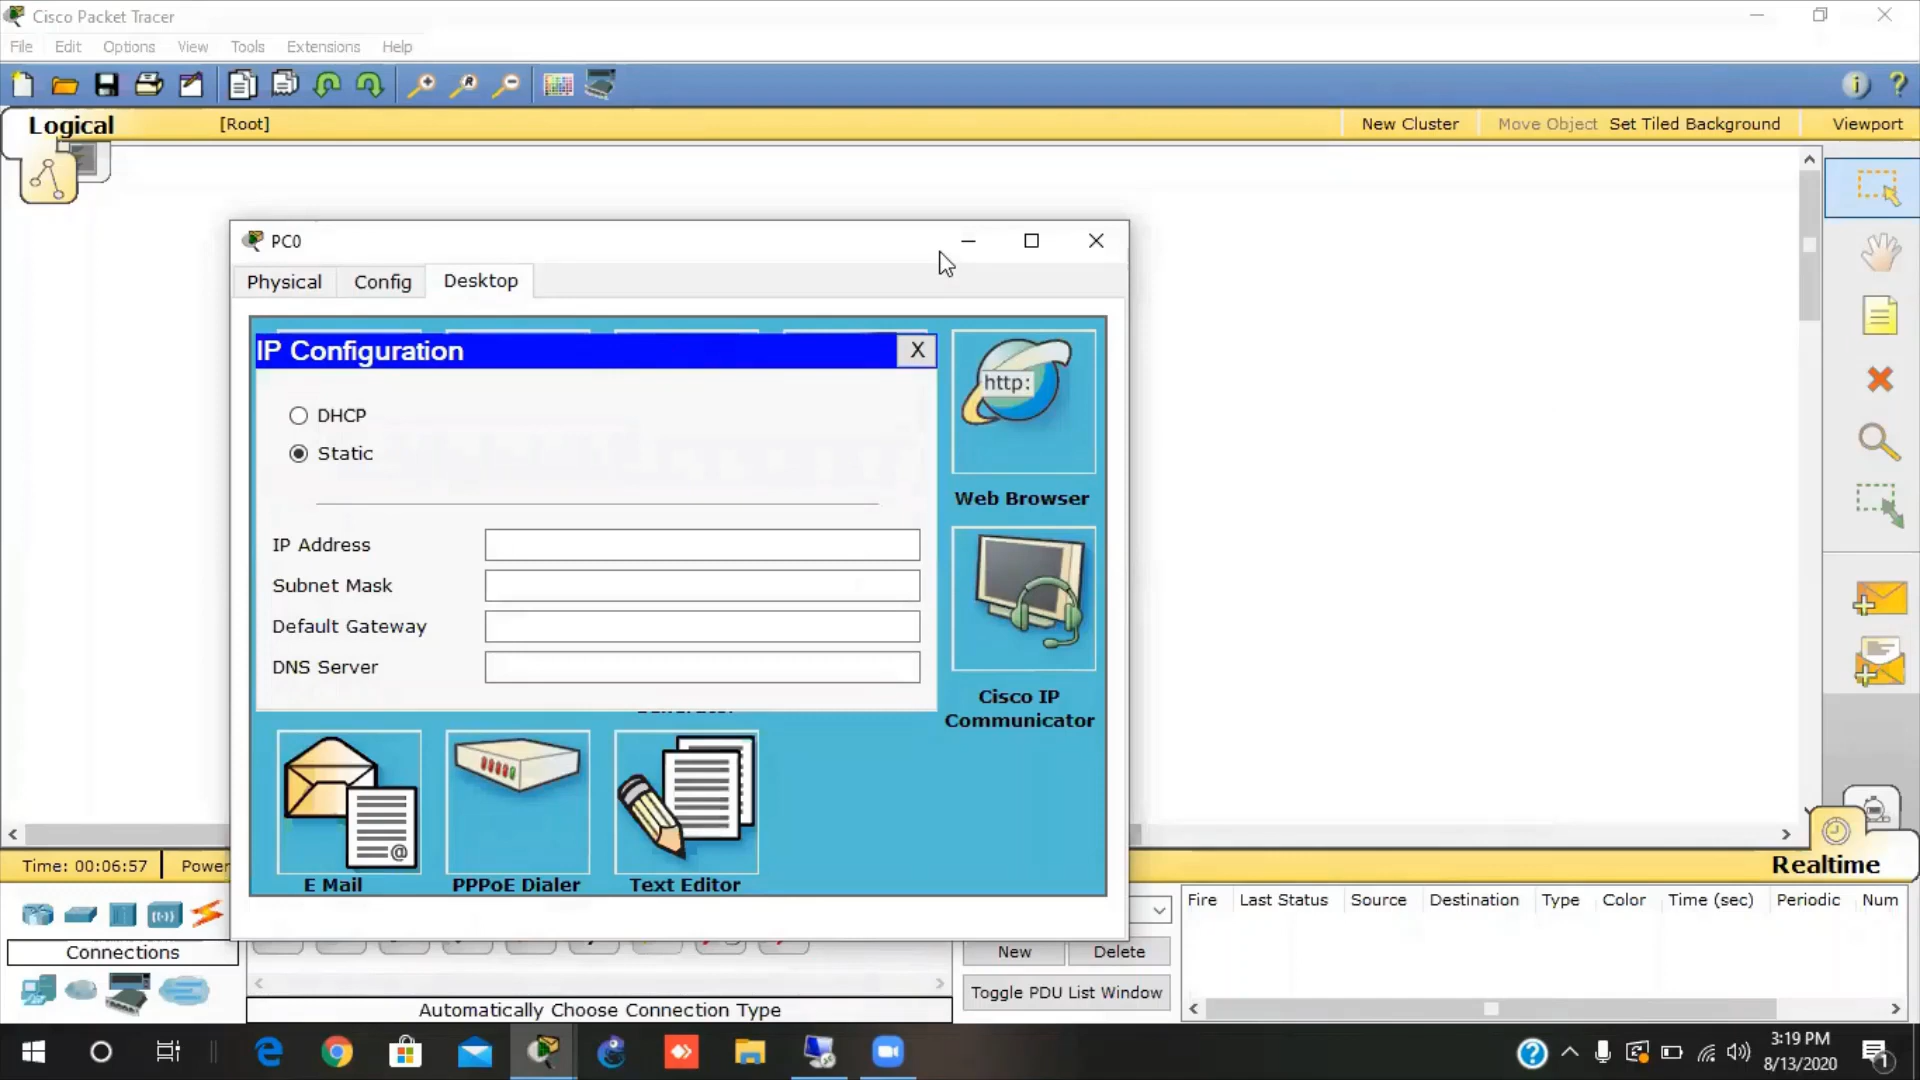 Cisco Packet Tracer
File Edit Options View Tools Extensions Help
Logical [Root] New Cluster Move Object Set Tiled Background Viewport
PC0
Physical Config Desktop
IP Configuration X
http:
DHCP
Static
Web Browser
IP Address
Subnet Mask
Default Gateway
DNS Server
Cisco IP
Communicator
@
E Mail PPPoE Dialer Text Editor
Time: 00:06:57 Power
Realtime
Fire Last Status Source Destination Type Color Time (sec) Periodic Num
Connections
New Delete
Toggle PDU List Window
Automatically Choose Connection Type
3:19 PM
8/13/2020
1